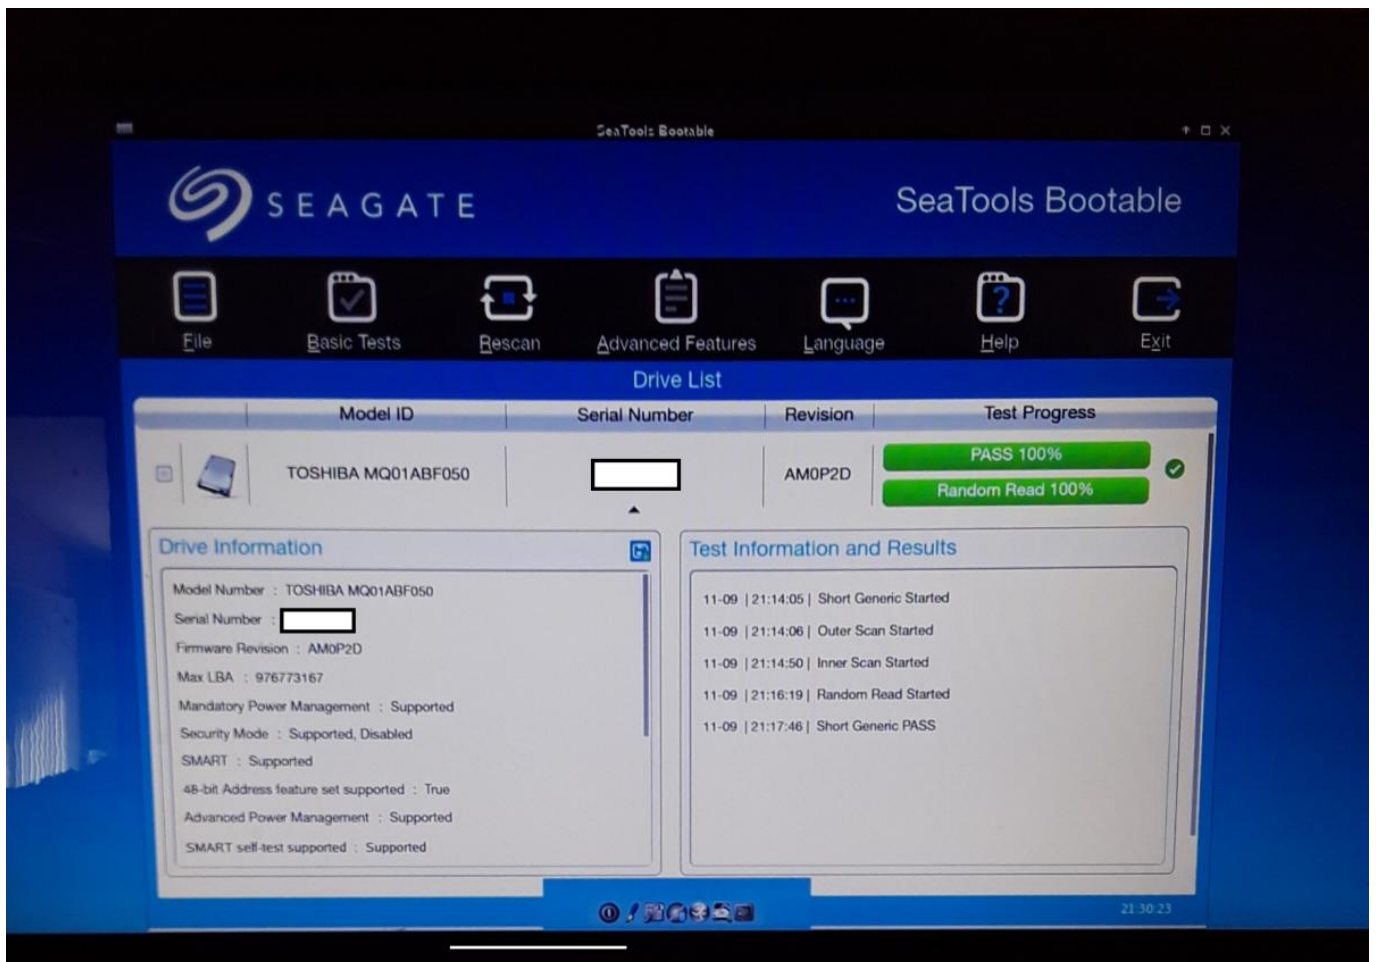 SeaTools Bootable
SEAGATE
SeaTools Bootable
File
Basic Tests
Rescan
Advanced Features
Language
Help
Exit
Drive List
Model ID
Serial Number
Revision
Test Progress
TOSHIBA MQ01ABF050
AM0P2D
PASS 100%
Random Read 100%
Drive Information
Model Number : TOSHIBA MQ01ABF050
Serial Number :
Firmware Revision : AM0P2D
Max LBA : 976773167
Mandatory Power Management : Supported
Security Mode : Supported, Disabled
SMART : Supported
48-bit Address feature set supported : True
Advanced Power Management : Supported
SMART self-test supported : Supported
Test Information and Results
11-09 | 21:14:05 | Short Generic Started
11-09 | 21:14:06 | Outer Scan Started
11-09 | 21:14:50 | Inner Scan Started
11-09 | 21:16:19 | Random Read Started
11-09 | 21:17:46 | Short Generic PASS
21:30:23